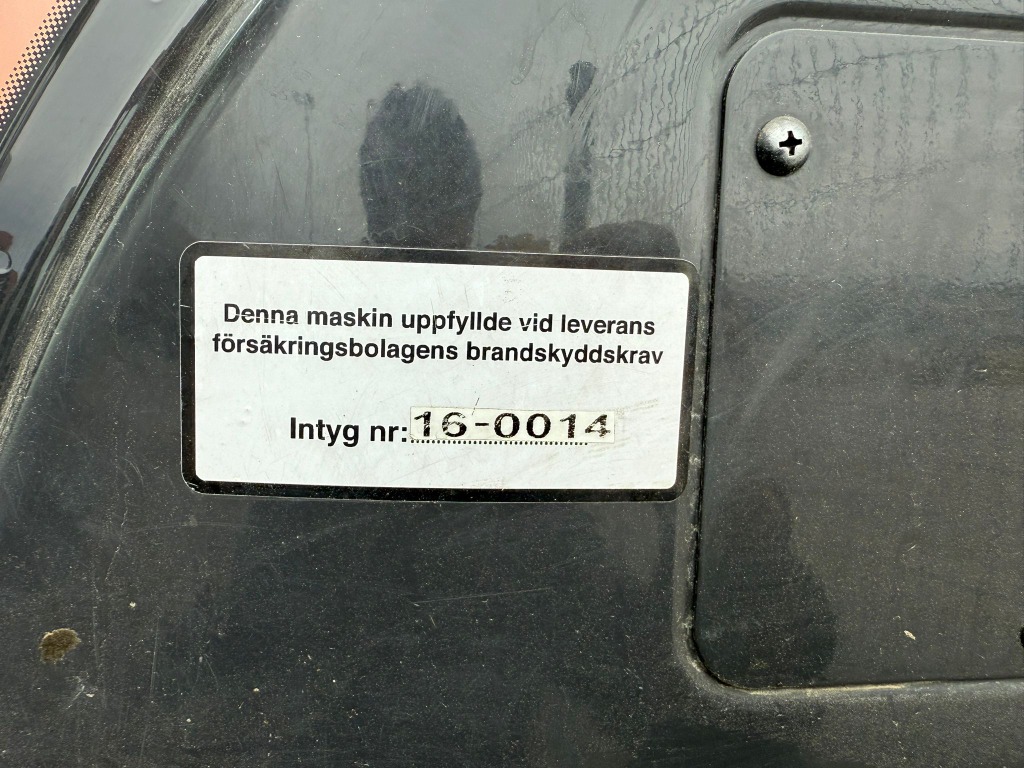 Denna maskin uppfyllde vid leverans
försäkringsbolagens brandskyddskrav
Intyg nr: 16-0014